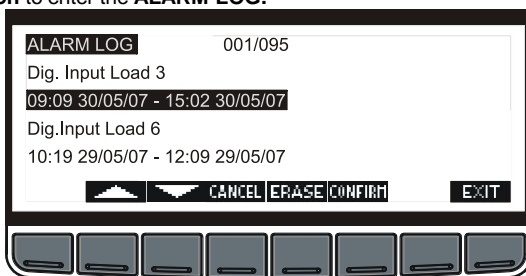 to enter the ALARM LOG.
ALARM LOG 001/095
Dig. Input Load 3
09:09 30/05/07 - 15:02 30/05/07
Dig.Input Load 6
10:19 29/05/07 - 12:09 29/05/07
CANCEL ERASE CONFIRM EXIT